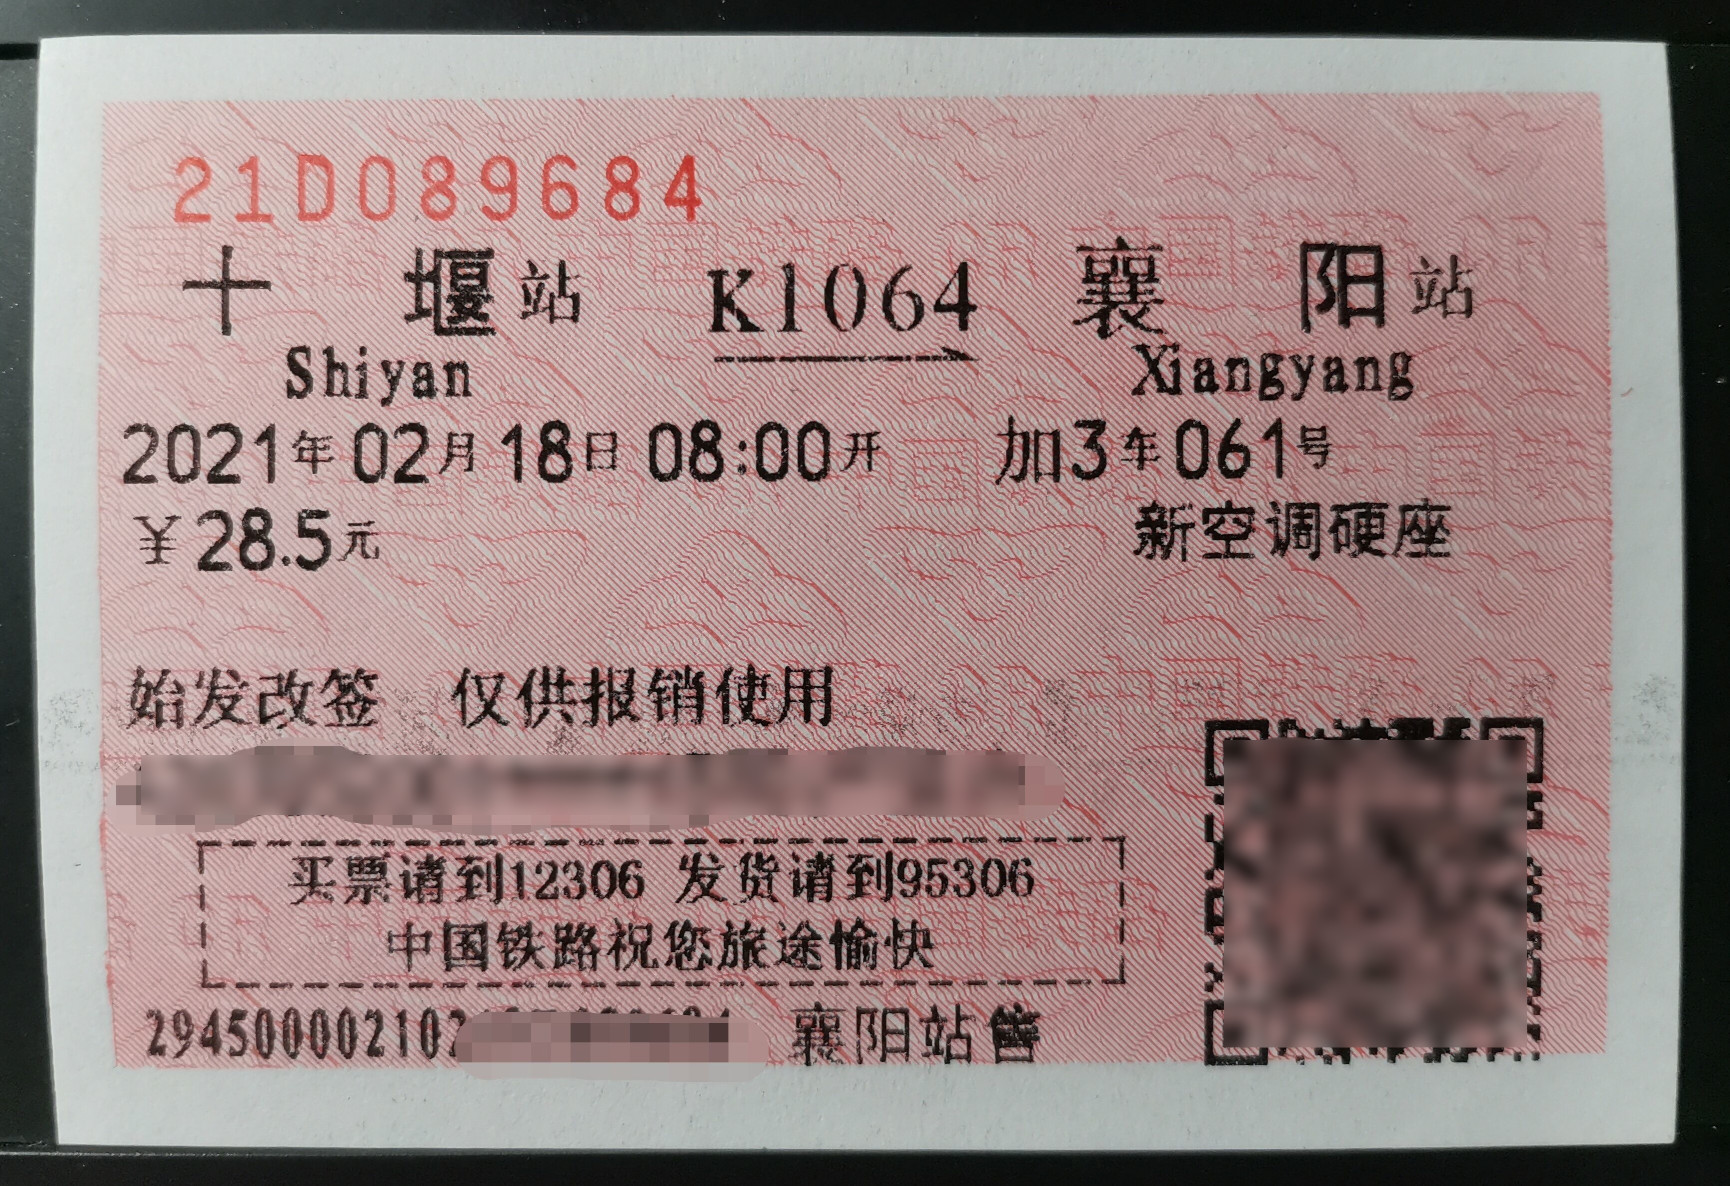 21D089684
十堰站 K1064 襄阳站
Shiyan Xiangyang
2021年02月18日08:00开 加3车061号
￥28.5元 新空调硬座
始发改签 仅供报销使用
买票请到12306 发货请到95306
中国铁路祝您旅途愉快
294500002102 襄阳站售